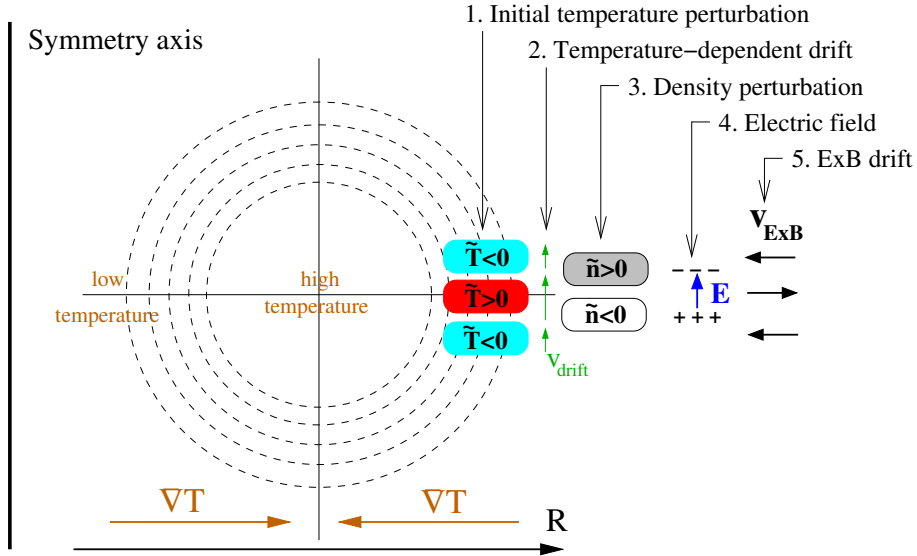 1. Initial temperature perturbation
Symmetry axis
2. Temperature−dependent drift
3. Density perturbation
4. Electric field
5. ExB drift
v_ExB
T̃<0
ñ>0
− − −
low
temperature
high
temperature
T̃>0
E
ñ<0
+ + +
T̃<0
v_drift
∇T
∇T
R